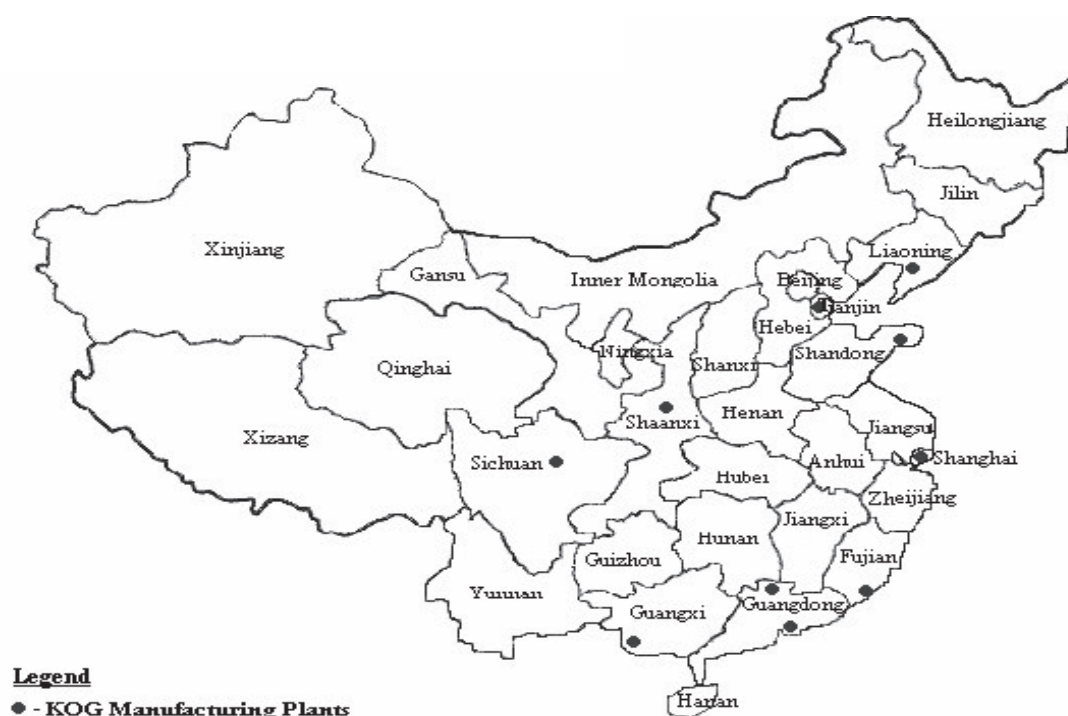 Heilongjiang
Jilin
Liaoning
Xinjiang
Gansu
Inner Mongolia
Beijing
Tianjin
Hebei
Ningxia
Shanxi
Shandong
Qinghai
Shaanxi
Henan
Jiangsu
Xizang
Sichuan
Hubei
Anhui
Shanghai
Zheijiang
Jiangxi
Hunan
Guizhou
Fujian
Yunnan
Guangxi
Guangdong
Hanan
Legend
- KOG Manufacturing Plants